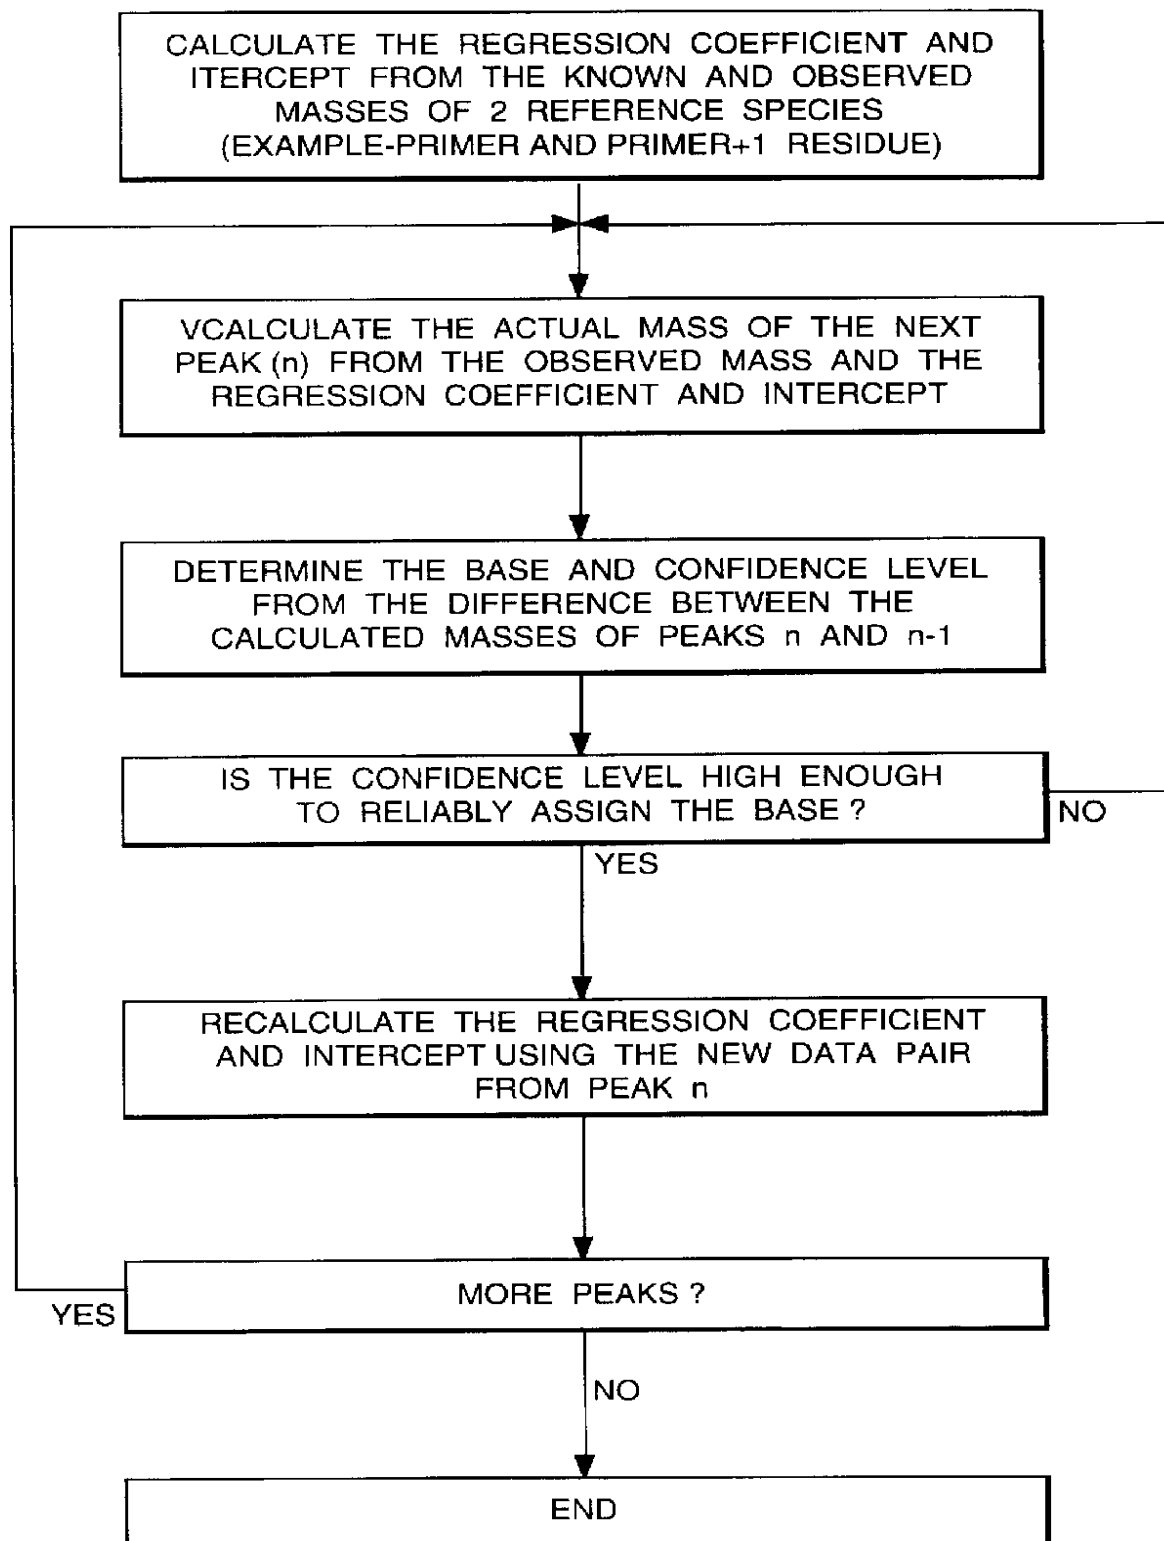 CALCULATE THE REGRESSION COEFFICIENT AND
ITERCEPT FROM THE KNOWN AND OBSERVED
MASSES OF 2 REFERENCE SPECIES
(EXAMPLE-PRIMER AND PRIMER+1 RESIDUE)
VCALCULATE THE ACTUAL MASS OF THE NEXT
PEAK (n) FROM THE OBSERVED MASS AND THE
REGRESSION COEFFICIENT AND INTERCEPT
DETERMINE THE BASE AND CONFIDENCE LEVEL
FROM THE DIFFERENCE BETWEEN THE
CALCULATED MASSES OF PEAKS n AND n-1
IS THE CONFIDENCE LEVEL HIGH ENOUGH
TO RELIABLY ASSIGN THE BASE ?
NO
YES
RECALCULATE THE REGRESSION COEFFICIENT
AND INTERCEPT USING THE NEW DATA PAIR
FROM PEAK n
MORE PEAKS ?
YES
NO
END